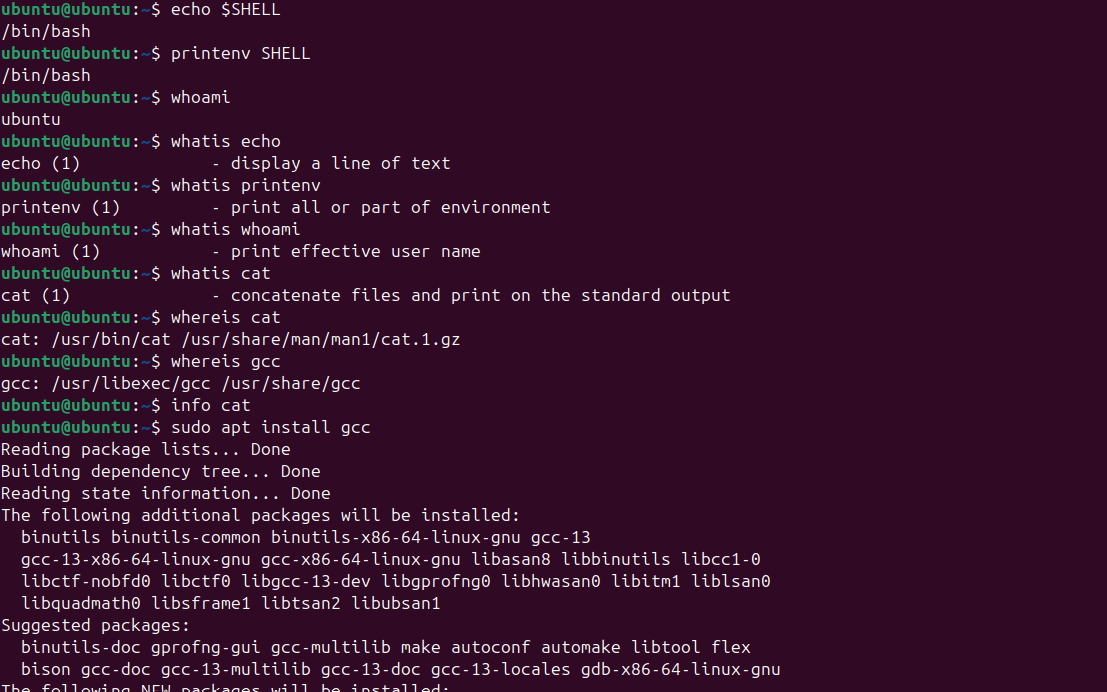 ubuntu@ubuntu:~$ echo $SHELL
/bin/bash
ubuntu@ubuntu:~$ printenv SHELL
/bin/bash
ubuntu@ubuntu:~$ whoami
ubuntu
ubuntu@ubuntu:~$ whatis echo
echo (1)             - display a line of text
ubuntu@ubuntu:~$ whatis printenv
printenv (1)         - print all or part of environment
ubuntu@ubuntu:~$ whatis whoami
whoami (1)           - print effective user name
ubuntu@ubuntu:~$ whatis cat
cat (1)              - concatenate files and print on the standard output
ubuntu@ubuntu:~$ whereis cat
cat: /usr/bin/cat /usr/share/man/man1/cat.1.gz
ubuntu@ubuntu:~$ whereis gcc
gcc: /usr/libexec/gcc /usr/share/gcc
ubuntu@ubuntu:~$ info cat
ubuntu@ubuntu:~$ sudo apt install gcc
Reading package lists... Done
Building dependency tree... Done
Reading state information... Done
The following additional packages will be installed:
  binutils binutils-common binutils-x86-64-linux-gnu gcc-13
  gcc-13-x86-64-linux-gnu gcc-x86-64-linux-gnu libasan8 libbinutils libcc1-0
  libctf-nobfd0 libctf0 libgcc-13-dev libgprofng0 libhwasan0 libitm1 liblsan0
  libquadmath0 libsframe1 libtsan2 libubsan1
Suggested packages:
  binutils-doc gprofng-gui gcc-multilib make autoconf automake libtool flex
  bison gcc-doc gcc-13-multilib gcc-13-doc gcc-13-locales gdb-x86-64-linux-gnu
The following NEW packages will be installed: